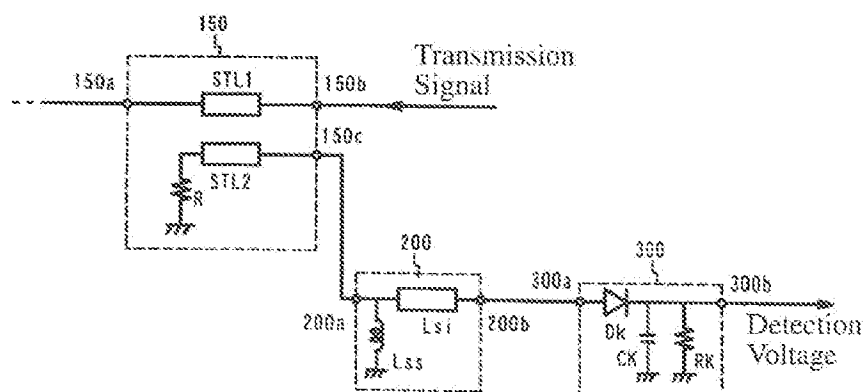 150
Transmission
Signal
150a
STL1
150b
150c
STL2
R
200
300
300a
300b
200a
Lsi
200b
Lss
Dk
CK
RK
Detection
Voltage